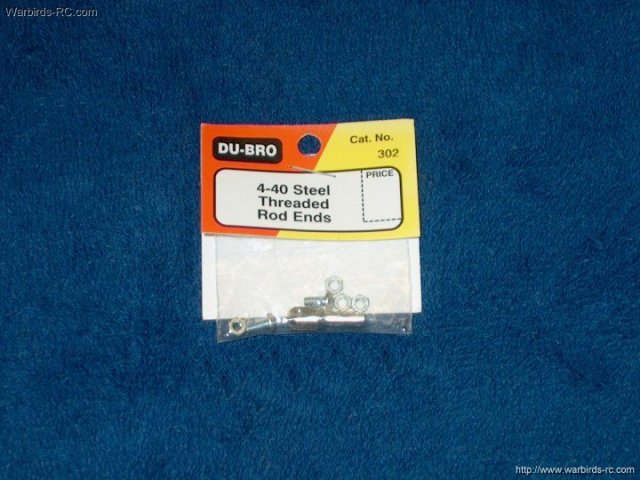 Warbirds-RC.com
DU-BRO
Cat. No.
302
PRICE
4-40 Steel
Threaded
Rod Ends
http://www.warbirds-rc.com